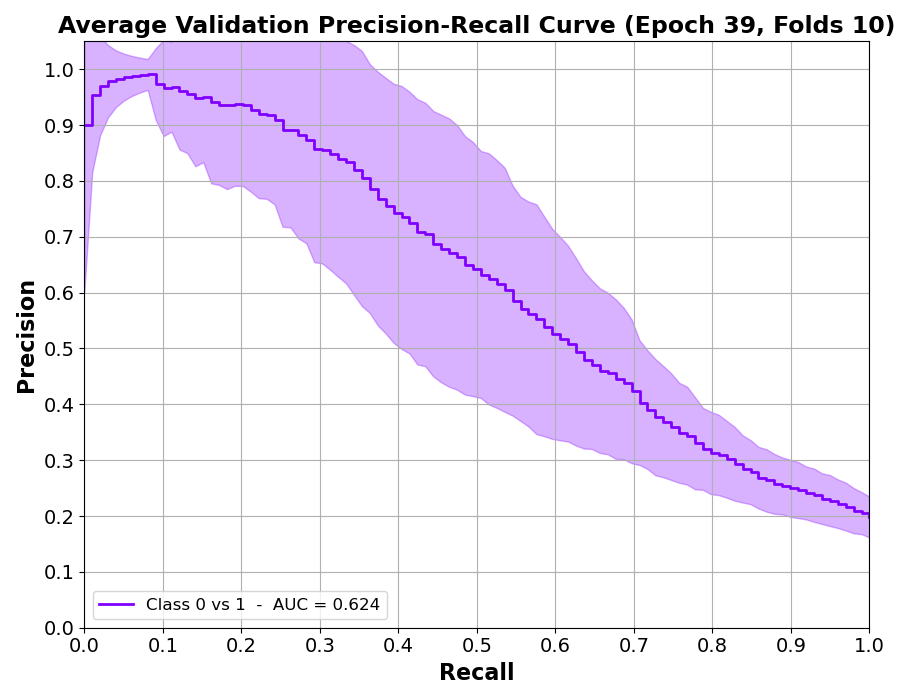 Average Validation Precision-Recall Curve (Epoch 39, Folds 10)
1.0
0.9
0.8
0.7
0.6
0.5
0.4
0.3
0.2
0.1
0.0
Precision
Class 0 vs 1 - AUC = 0.624
0.0 0.1 0.2 0.3 0.4 0.5 0.6 0.7 0.8 0.9 1.0
Recall